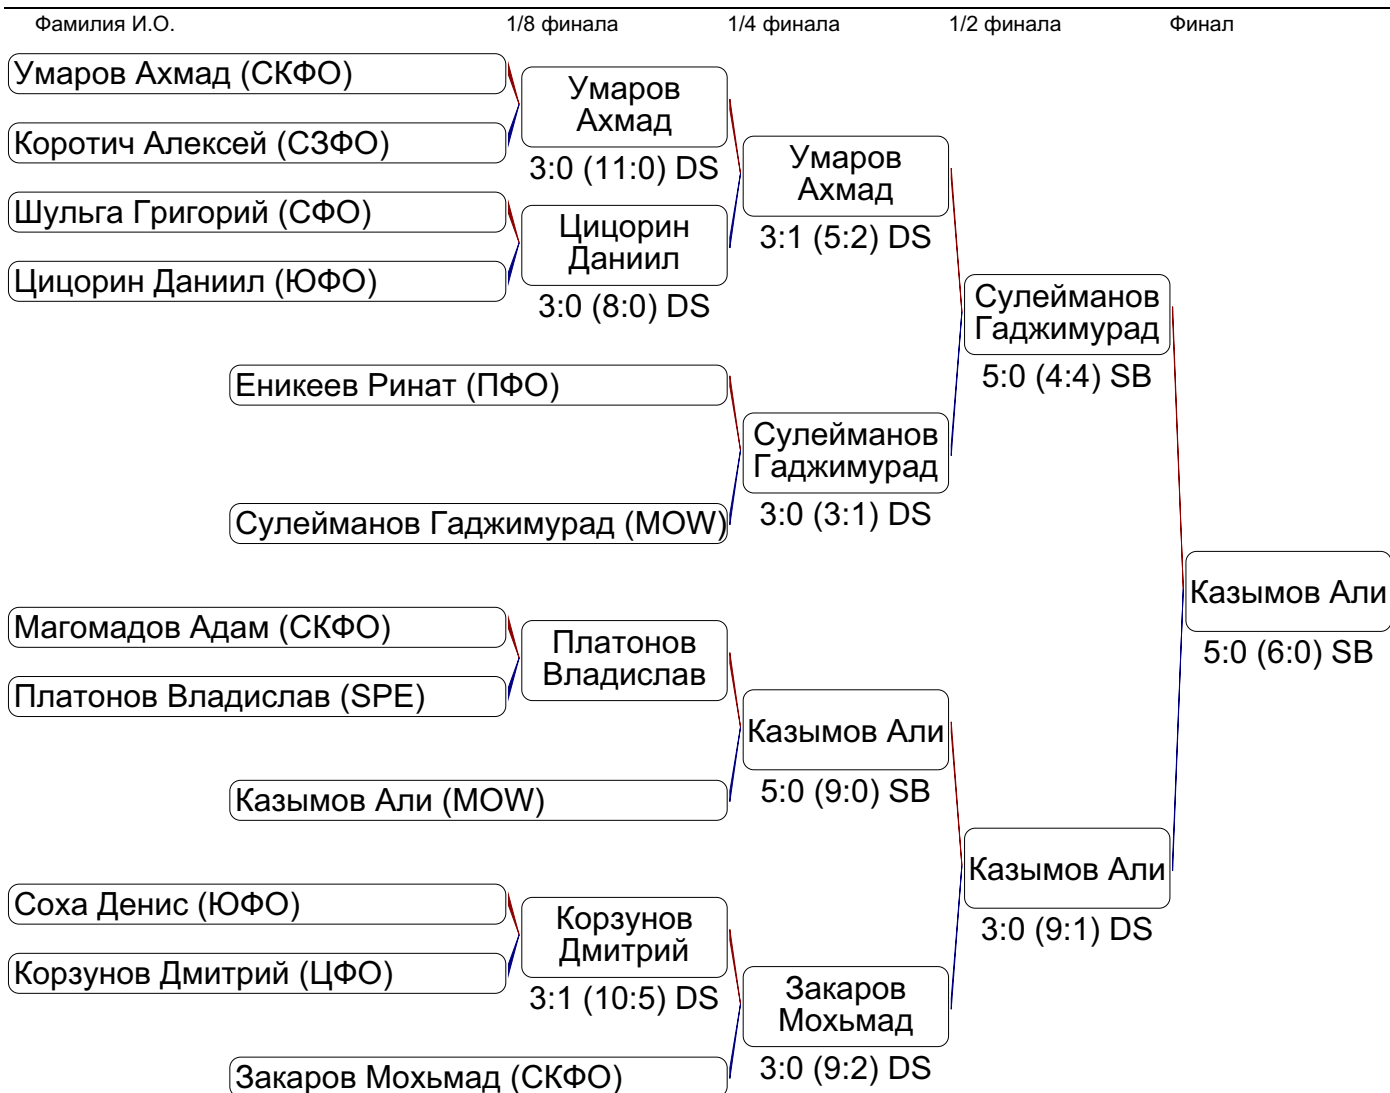 Фамилия И.О. 1/8 финала 1/4 финала 1/2 финала Финал
Умаров Ахмад (СКФО)
Коротич Алексей (СЗФО)
Шульга Григорий (СФО)
Цицорин Даниил (ЮФО)
Еникеев Ринат (ПФО)
Сулейманов Гаджимурад (MOW)
Магомадов Адам (СКФО)
Платонов Владислав (SPE)
Казымов Али (MOW)
Соха Денис (ЮФО)
Корзунов Дмитрий (ЦФО)
Закаров Мохьмад (СКФО)
Умаров
Ахмад
3:0 (11:0) DS
Цицорин
Даниил
3:0 (8:0) DS
Платонов
Владислав
Корзунов
Дмитрий
3:1 (10:5) DS
Умаров
Ахмад
3:1 (5:2) DS
Сулейманов
Гаджимурад
3:0 (3:1) DS
Казымов Али
5:0 (9:0) SB
Закаров
Мохьмад
3:0 (9:2) DS
Сулейманов
Гаджимурад
5:0 (4:4) SB
Казымов Али
3:0 (9:1) DS
Казымов Али
5:0 (6:0) SB